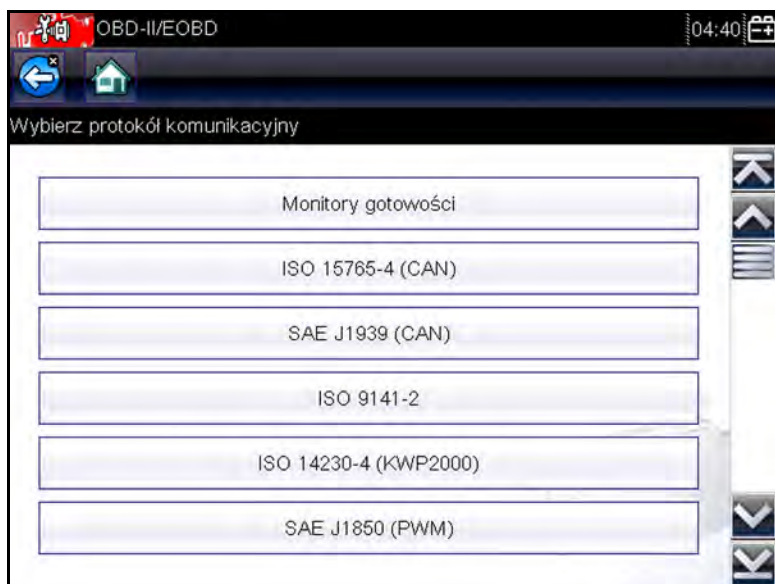 OBD-II/EOBD 04:40
Wybierz protokół komunikacyjny
Monitory gotowości
ISO 15765-4 (CAN)
SAE J1939 (CAN)
ISO 9141-2
ISO 14230-4 (KWP2000)
SAE J1850 (PWM)